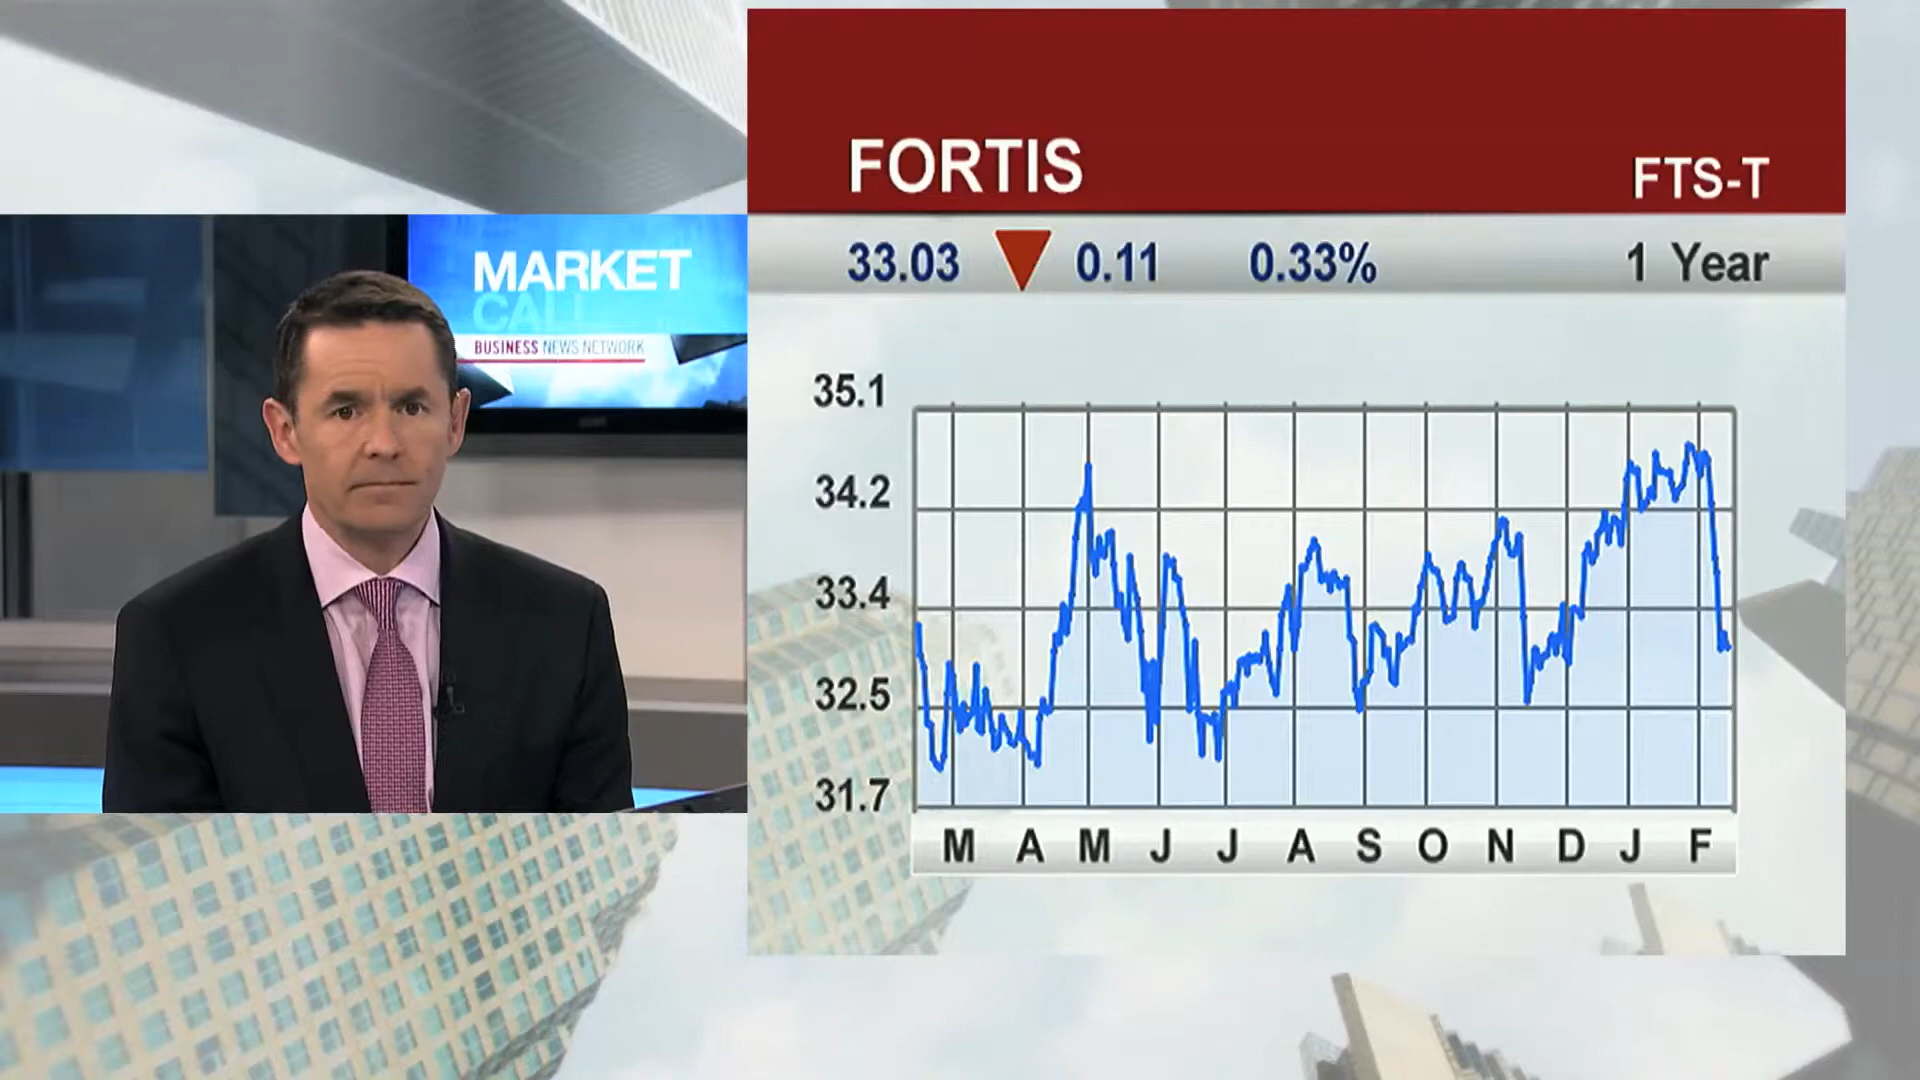 FORTIS
FTS-T
33.03 0.11 0.33% 1 Year
MARKET
CALL
BUSINESS NEWS NETWORK
35.1
34.2
33.4
32.5
31.7
M A M J J A S O N D J F